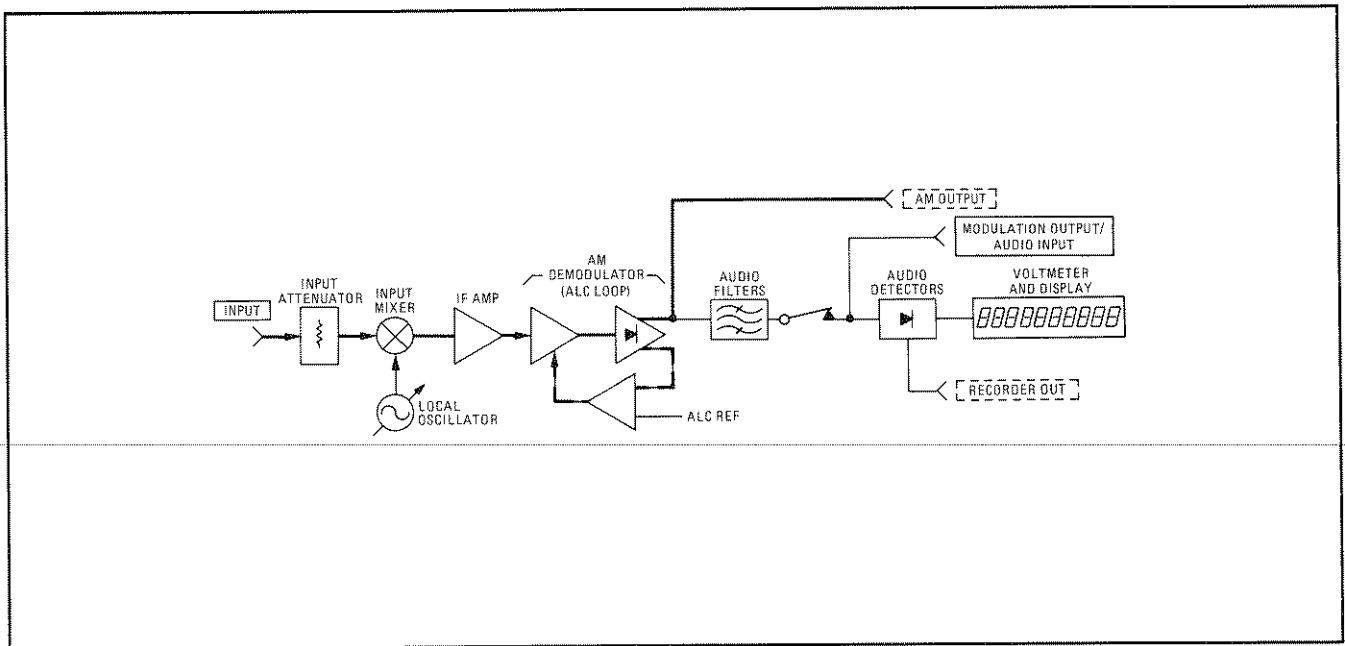 AM OUTPUT
MODULATION OUTPUT/
AUDIO INPUT
AM
DEMODULATOR
(ALC LOOP)
AUDIO
FILTERS
AUDIO
DETECTORS
VOLTMETER
AND DISPLAY
INPUT
ATTENUATOR
INPUT
MIXER
IF AMP
INPUT
RECORDER OUT
LOCAL
OSCILLATOR
ALC REF